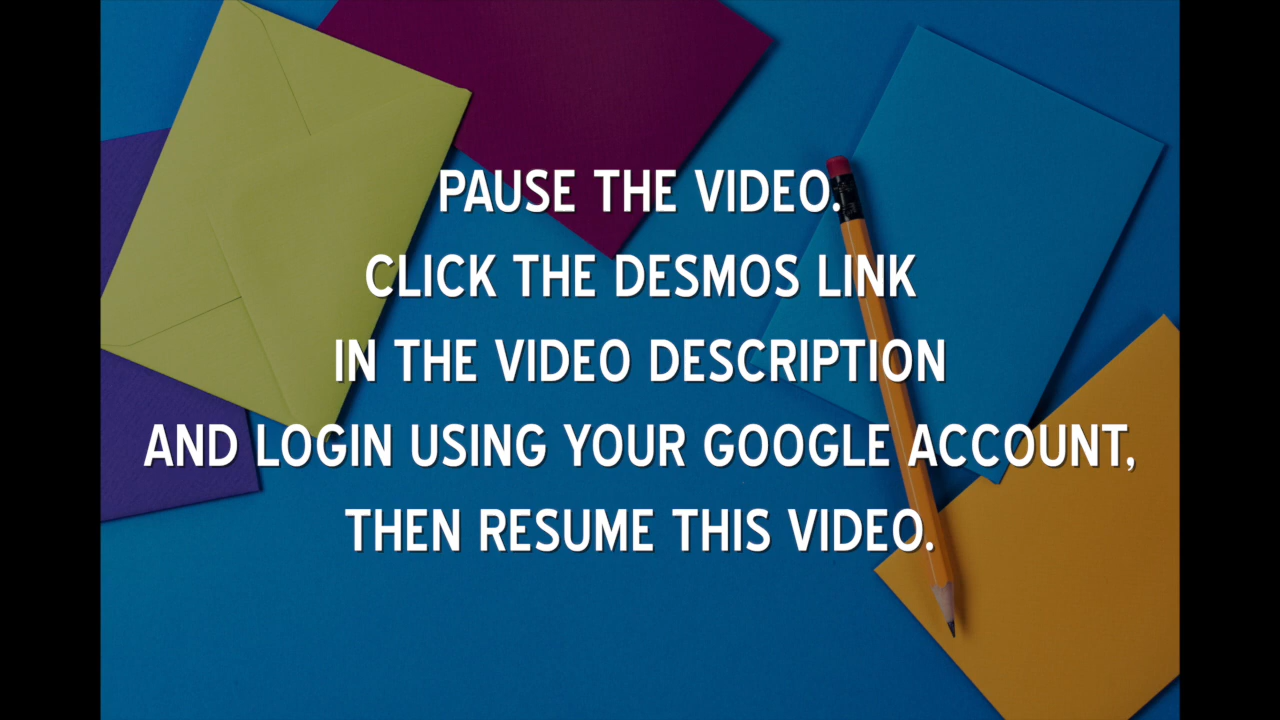 PAUSE THE VIDEO.
CLICK THE DESMOS LINK
IN THE VIDEO DESCRIPTION
AND LOGIN USING YOUR GOOGLE ACCOUNT,
THEN RESUME THIS VIDEO.